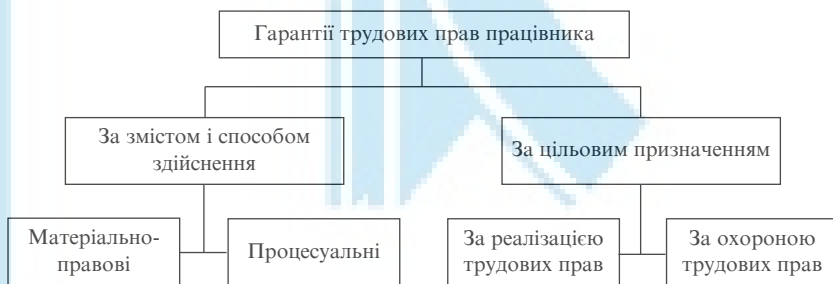 Гарантії трудових прав працівника
За змістом і способом
здійснення
За цільовим призначенням
Матеріально-
правові
Процесуальні
За реалізацією
трудових прав
За охороною
трудових прав